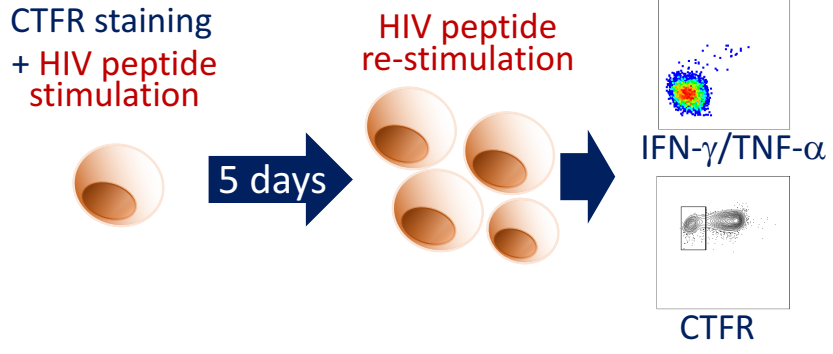 CTFR staining
+ HIV peptide
stimulation
5 days
HIV peptide
re-stimulation
IFN-γ/TNF-α
CTFR